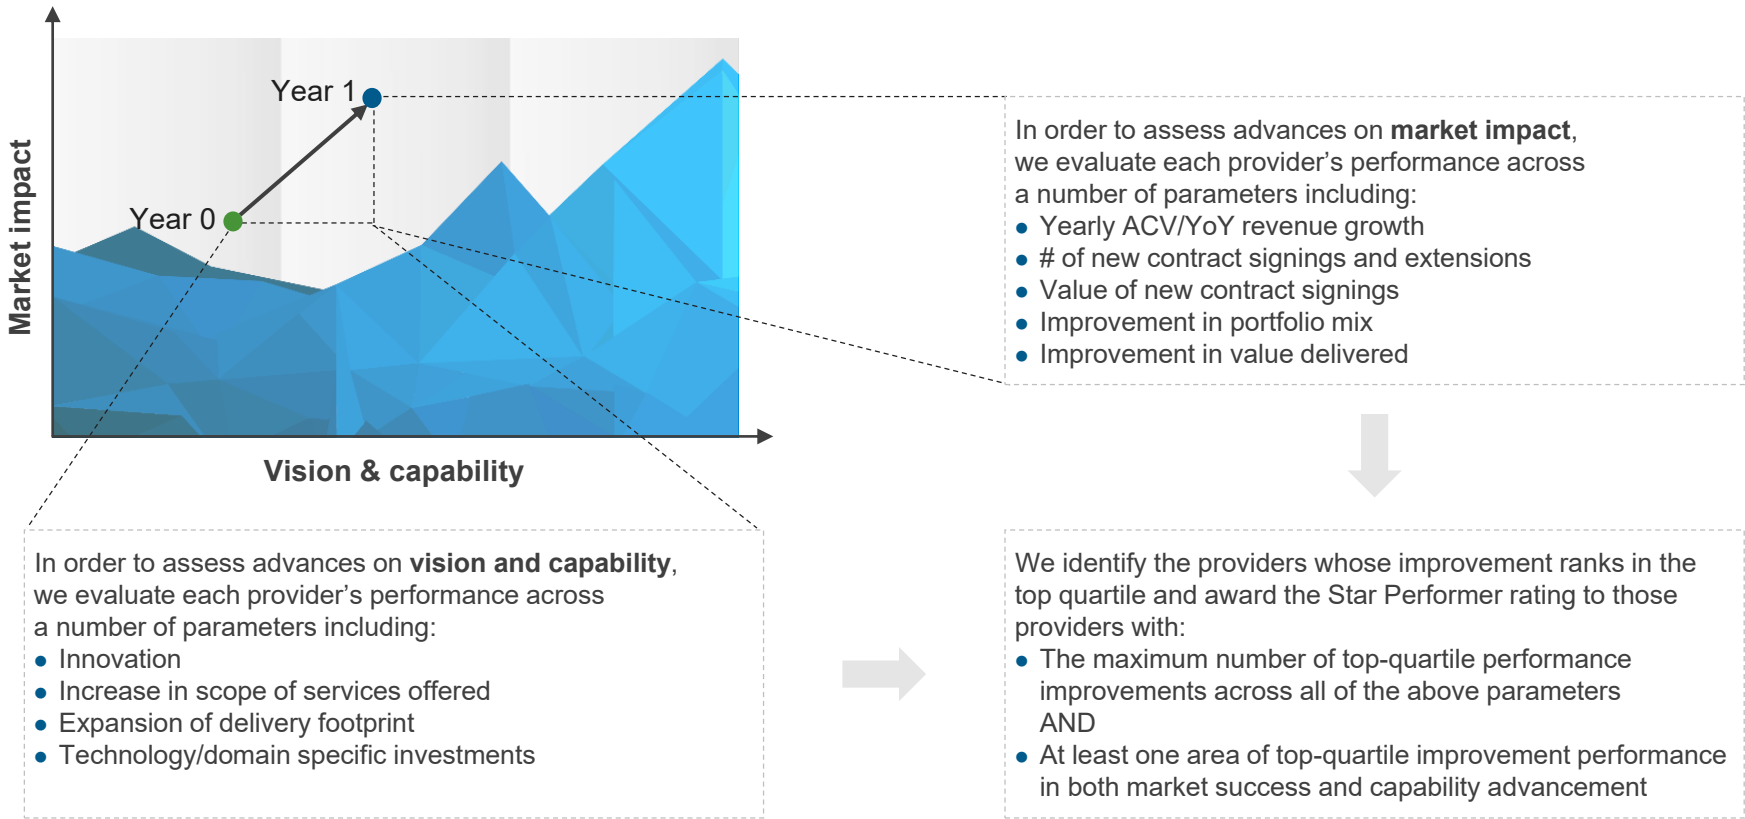 Year 1
Year 0
Market impact
Vision & capability
In order to assess advances on market impact,
we evaluate each provider’s performance across
a number of parameters including:
● Yearly ACV/YoY revenue growth
● # of new contract signings and extensions
● Value of new contract signings
● Improvement in portfolio mix
● Improvement in value delivered
In order to assess advances on vision and capability,
we evaluate each provider’s performance across
a number of parameters including:
● Innovation
● Increase in scope of services offered
● Expansion of delivery footprint
● Technology/domain specific investments
We identify the providers whose improvement ranks in the
top quartile and award the Star Performer rating to those
providers with:
● The maximum number of top-quartile performance
improvements across all of the above parameters
AND
● At least one area of top-quartile improvement performance
in both market success and capability advancement